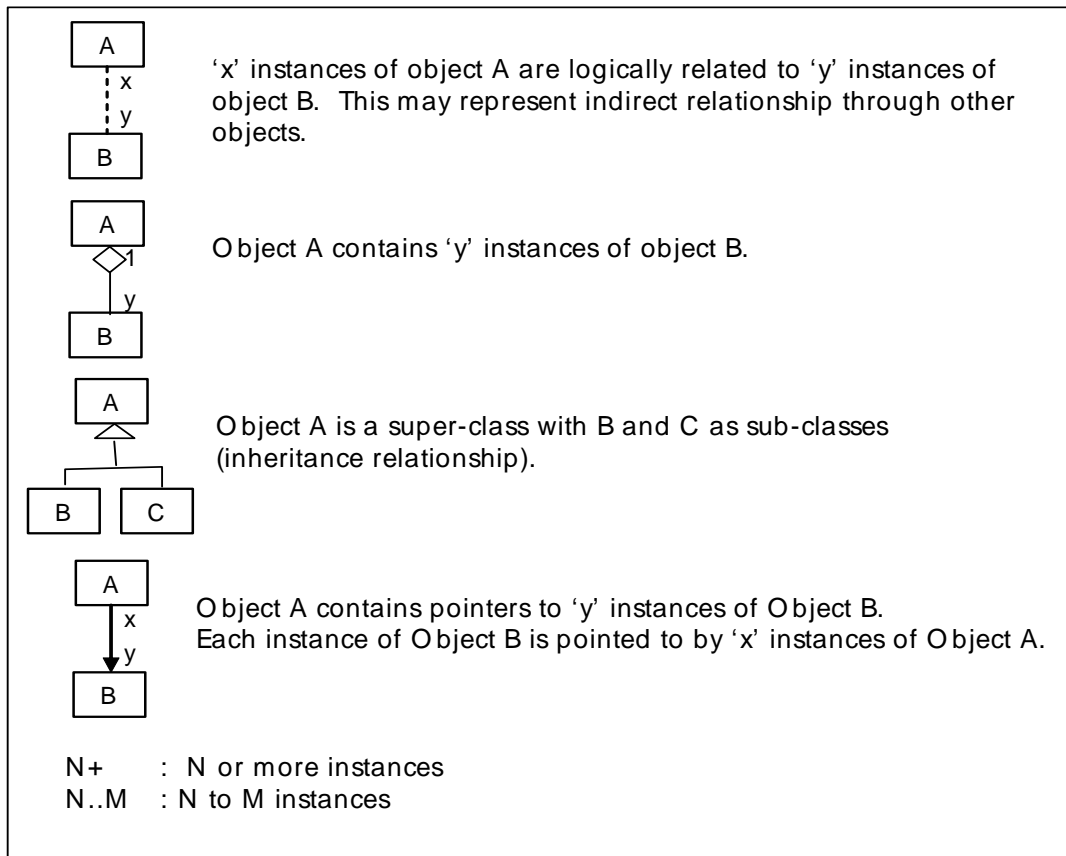 A
x
y
B
‘x’ instances of object A are logically related to ‘y’ instances of
object B. This may represent indirect relationship through other
objects.
A
1
y
B
Object A contains ‘y’ instances of object B.
A
B C
Object A is a super-class with B and C as sub-classes
(inheritance relationship).
A
x
y
B
Object A contains pointers to ‘y’ instances of Object B.
Each instance of Object B is pointed to by ‘x’ instances of Object A.
N+ : N or more instances
N..M : N to M instances